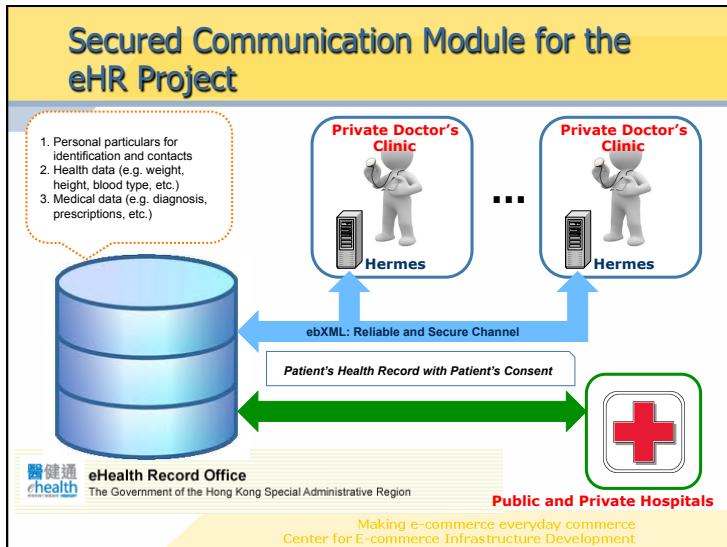 Secured Communication Module for the
eHR Project
1. Personal particulars for
identification and contacts
2. Health data (e.g. weight,
height, blood type, etc.)
3. Medical data (e.g. diagnosis,
prescriptions, etc.)
Private Doctor's
Clinic
Hermes
...
Private Doctor's
Clinic
Hermes
ebXML: Reliable and Secure Channel
Patient's Health Record with Patient's Consent
醫健通
ehealth
eHealth Record Office
The Government of the Hong Kong Special Administrative Region
Public and Private Hospitals
Making e-commerce everyday commerce
Center for E-commerce Infrastructure Development